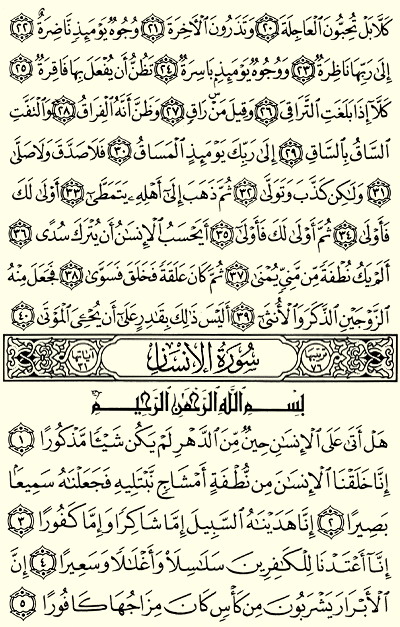 كَلَّا بَلْ تُحِبُّونَ ٱلْعَاجِلَةَ ۝٢٠ وَتَذَرُونَ ٱلْـَٔاخِرَةَ ۝٢١ وُجُوهٌ يَوْمَئِذٍ نَّاضِرَةٌ ۝٢٢
إِلَىٰ رَبِّهَا نَاظِرَةٌ ۝٢٣ وَوُجُوهٌ يَوْمَئِذٍۭ بَاسِرَةٌ ۝٢٤ تَظُنُّ أَن يُفْعَلَ بِهَا فَاقِرَةٌ ۝٢٥
كَلَّآ إِذَا بَلَغَتِ ٱلتَّرَاقِىَ ۝٢٦ وَقِيلَ مَنْۜ رَاقٍ ۝٢٧ وَظَنَّ أَنَّهُ ٱلْفِرَاقُ ۝٢٨ وَٱلْتَفَّتِ
ٱلسَّاقُ بِٱلسَّاقِ ۝٢٩ إِلَىٰ رَبِّكَ يَوْمَئِذٍ ٱلْمَسَاقُ ۝٣٠ فَلَا صَدَّقَ وَلَا صَلَّىٰ
۝٣١ وَلَـٰكِن كَذَّبَ وَتَوَلَّىٰ ۝٣٢ ثُمَّ ذَهَبَ إِلَىٰٓ أَهْلِهِۦ يَتَمَطَّىٰٓ ۝٣٣ أَوْلَىٰ لَكَ
فَأَوْلَىٰ ۝٣٤ ثُمَّ أَوْلَىٰ لَكَ فَأَوْلَىٰٓ ۝٣٥ أَيَحْسَبُ ٱلْإِنسَـٰنُ أَن يُتْرَكَ سُدًى ۝٣٦
أَلَمْ يَكُ نُطْفَةً مِّن مَّنِىٍّ يُمْنَىٰ ۝٣٧ ثُمَّ كَانَ عَلَقَةً فَخَلَقَ فَسَوَّىٰ ۝٣٨ فَجَعَلَ مِنْهُ
ٱلزَّوْجَيْنِ ٱلذَّكَرَ وَٱلْأُنثَىٰٓ ۝٣٩ أَلَيْسَ ذَٰلِكَ بِقَـٰدِرٍ عَلَىٰٓ أَن يُحْـِۧىَ ٱلْمَوْتَىٰ ۝٤٠
ترتيبها ٧٦ سُورَةُ الإِنسَانِ آياتها ٣١
بِسْمِ ٱللَّهِ ٱلرَّحْمَـٰنِ ٱلرَّحِيمِ
هَلْ أَتَىٰ عَلَى ٱلْإِنسَـٰنِ حِينٌ مِّنَ ٱلدَّهْرِ لَمْ يَكُن شَيْـًٔا مَّذْكُورًا ۝١
إِنَّا خَلَقْنَا ٱلْإِنسَـٰنَ مِن نُّطْفَةٍ أَمْشَاجٍ نَّبْتَلِيهِ فَجَعَلْنَـٰهُ سَمِيعًۢا
بَصِيرًا ۝٢ إِنَّا هَدَيْنَـٰهُ ٱلسَّبِيلَ إِمَّا شَاكِرًا وَإِمَّا كَفُورًا ۝٣
إِنَّآ أَعْتَدْنَا لِلْكَـٰفِرِينَ سَلَـٰسِلَا۟ وَأَغْلَـٰلًا وَسَعِيرًا ۝٤ إِنَّ
ٱلْأَبْرَارَ يَشْرَبُونَ مِن كَأْسٍ كَانَ مِزَاجُهَا كَافُورًا ۝٥